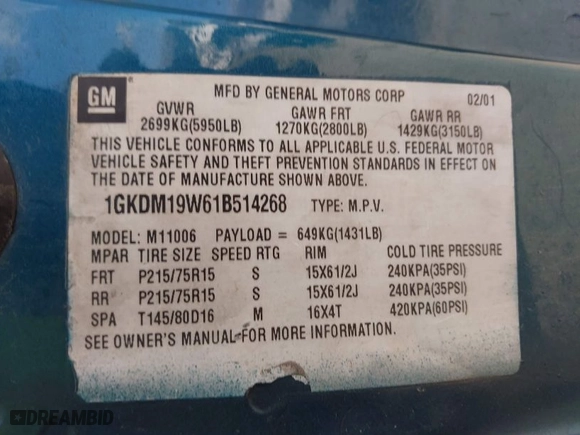 GM
MFD BY GENERAL MOTORS CORP 02/01
GVWR GAWR FRT GAWR RR
2699KG(5950LB) 1270KG(2800LB) 1429KG(3150LB)
THIS VEHICLE CONFORMS TO ALL APPLICABLE U.S. FEDERAL MOTOR
VEHICLE SAFETY AND THEFT PREVENTION STANDARDS IN EFFECT ON
THE DATE OF MANUFACTURE SHOWN ABOVE.
1GKDM19W61B514268 TYPE: M.P.V.
MODEL: M11006 PAYLOAD = 649KG(1431LB)
MPAR TIRE SIZE SPEED RTG RIM COLD TIRE PRESSURE
FRT P215/75R15 S 15X61/2J 240KPA(35PSI)
RR P215/75R15 S 15X61/2J 240KPA(35PSI)
SPA T145/80D16 M 16X4T 420KPA(60PSI)
SEE OWNER'S MANUAL FOR MORE INFORMATION.
DREAMBID